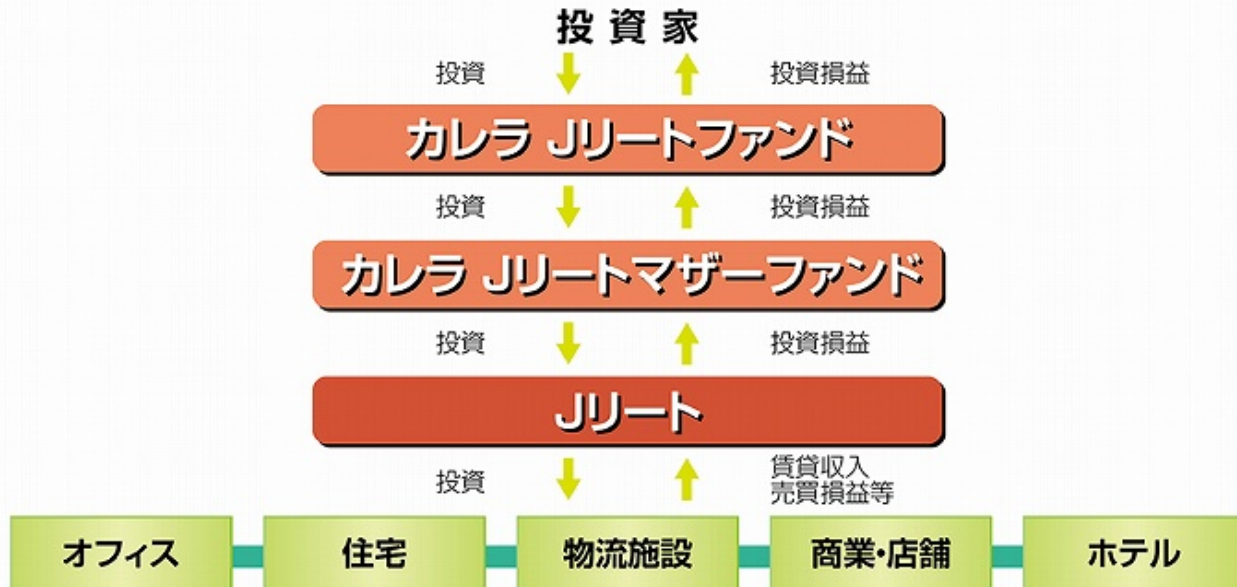 投資家
投資 投資損益
カレラ Jリートファンド
投資 投資損益
カレラ Jリートマザーファンド
投資 投資損益
Jリート
投資 賃貸収入
売買損益等
オフィス 住宅 物流施設 商業・店舗 ホテル